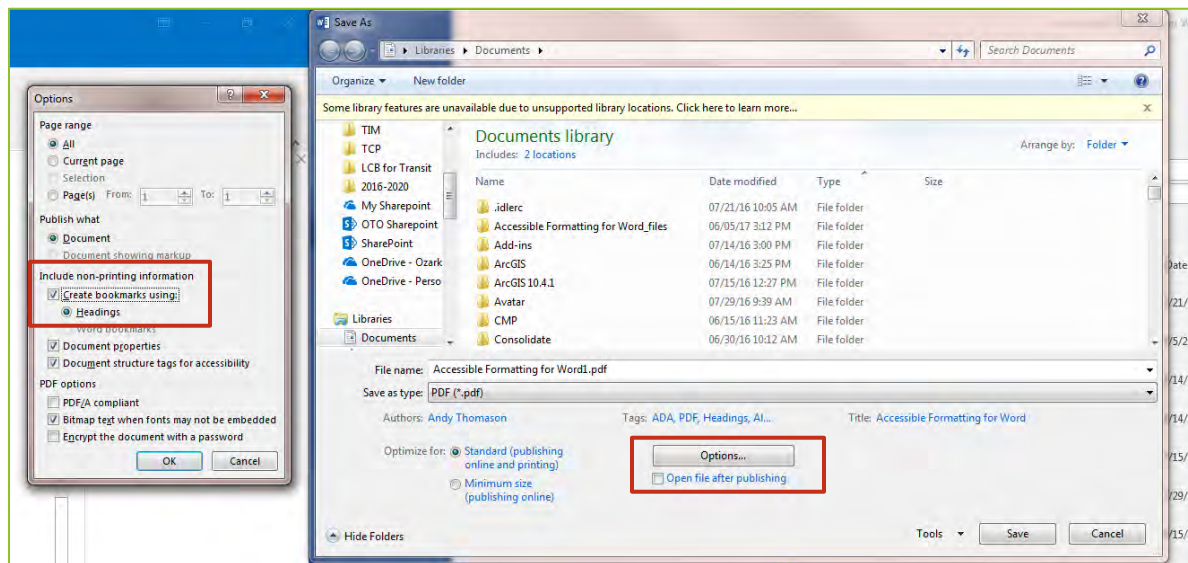 Save As
Libraries Documents
Search Documents
Organize New folder
Some library features are unavailable due to unsupported library locations. Click here to learn more... x
TIM
TCP
LCB for Transit
2016-2020
My Sharepoint
OTO Sharepoint
SharePoint
OneDrive - Ozark
OneDrive - Perso
Libraries
Documents
Documents library
Includes: 2 locations
Arrange by: Folder
Name Date modified Type Size
.idlerc 07/21/16 10:05 AM File folder
Accessible Formatting for Word_files 06/05/17 3:12 PM File folder
Add-ins 07/14/16 3:00 PM File folder
ArcGIS 06/14/16 3:25 PM File folder
ArcGIS 10.4.1 07/15/16 12:27 PM File folder
Avatar 07/29/16 9:39 AM File folder
CMP 06/15/16 11:23 AM File folder
Consolidate 06/30/16 10:12 AM File folder
File name: Accessible Formatting for Word1.pdf
Save as type: PDF (*.pdf)
Authors: Andy Thomason Tags: ADA, PDF, Headings, Al... Title: Accessible Formatting for Word
Optimize for: Standard (publishing
online and printing)
Minimum size
(publishing online)
Options...
Open file after publishing
Hide Folders
Tools Save Cancel
Options
Page range
All
Current page
Selection
Page(s) From: 1 To: 1
Publish what
Document
Document showing markup
Include non-printing information
Create bookmarks using:
Headings
Word bookmarks
Document properties
Document structure tags for accessibility
PDF options
PDF/A compliant
Bitmap text when fonts may not be embedded
Encrypt the document with a password
OK Cancel